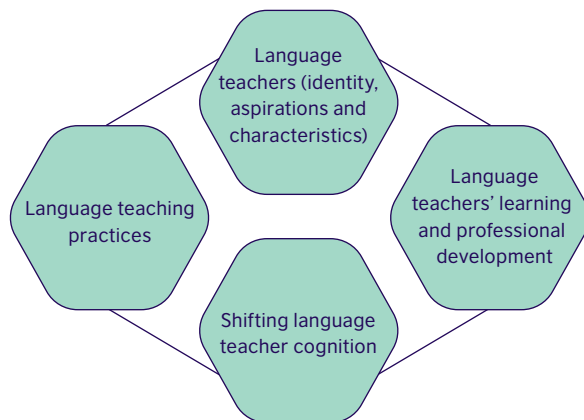 Language
teachers (identity,
aspirations and
characteristics)
Language teaching
practices
Language
teachers’ learning
and professional
development
Shifting language
teacher cognition